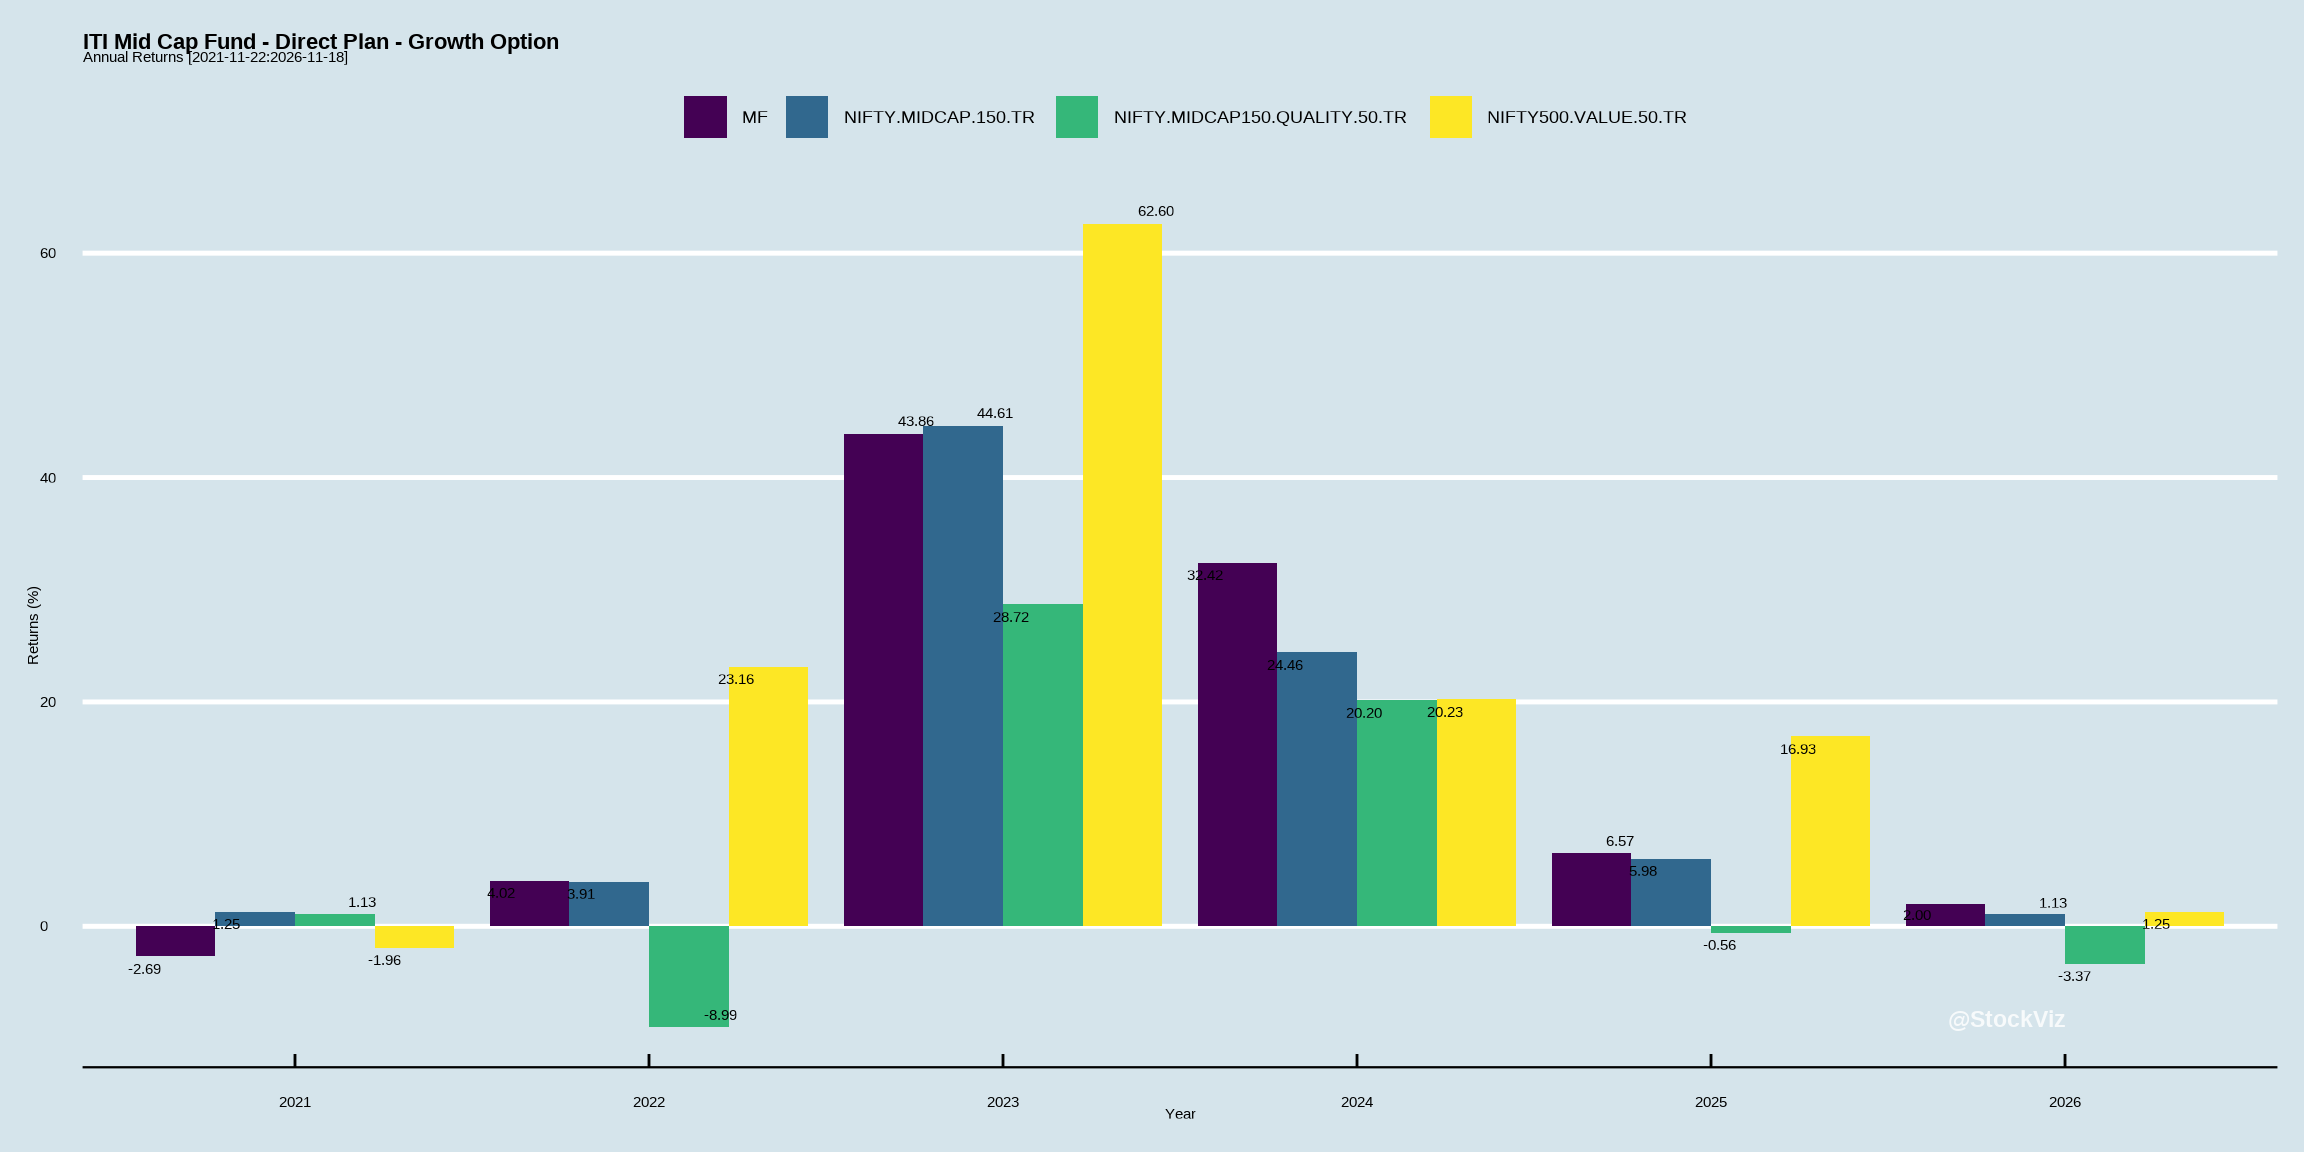 ITI Mid Cap Fund - Direct Plan - Growth Option
Annual Returns [2021-11-22:2026-11-18]
MF NIFTY.MIDCAP.150.TR NIFTY.MIDCAP150.QUALITY.50.TR NIFTY500.VALUE.50.TR
Returns (%)
60
40
20
0
-2.69 1.25 1.13 -1.96
4.02 3.91 -8.99 23.16
43.86 44.61 28.72 62.60
32.42 24.46 20.20 20.23
6.57 5.98 -0.56 16.93
2.00 1.13 -3.37 1.25
@StockViz
2021 2022 2023 2024 2025 2026
Year